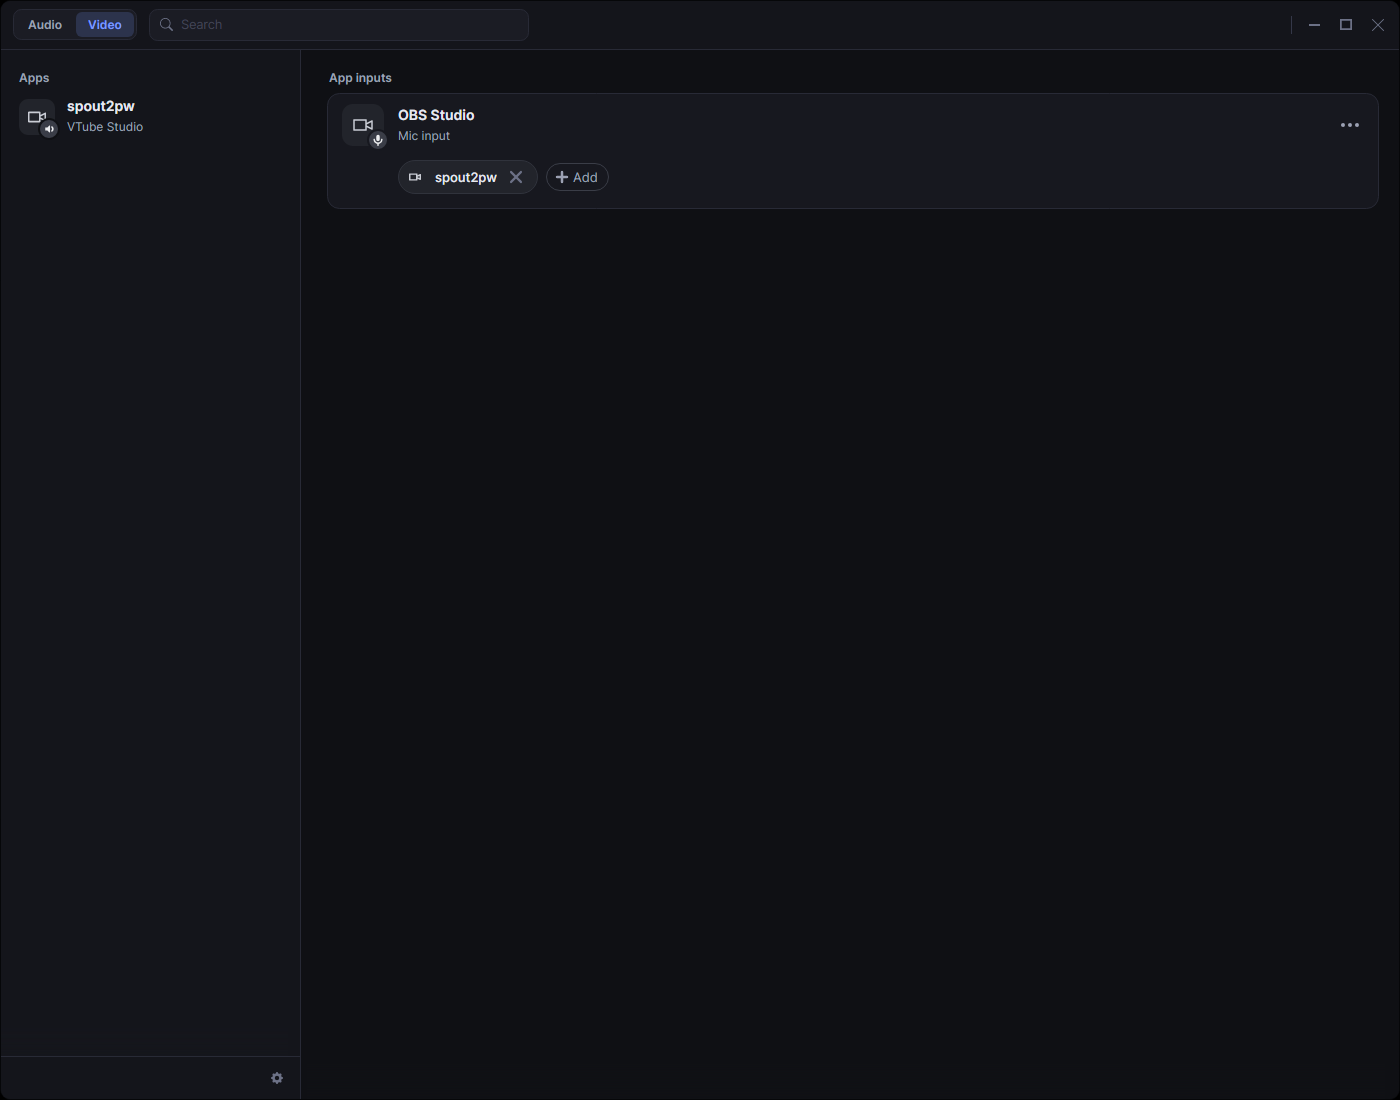 Audio
Video
Search
Apps
spout2pw
VTube Studio
App inputs
OBS Studio
Mic input
spout2pw
Add